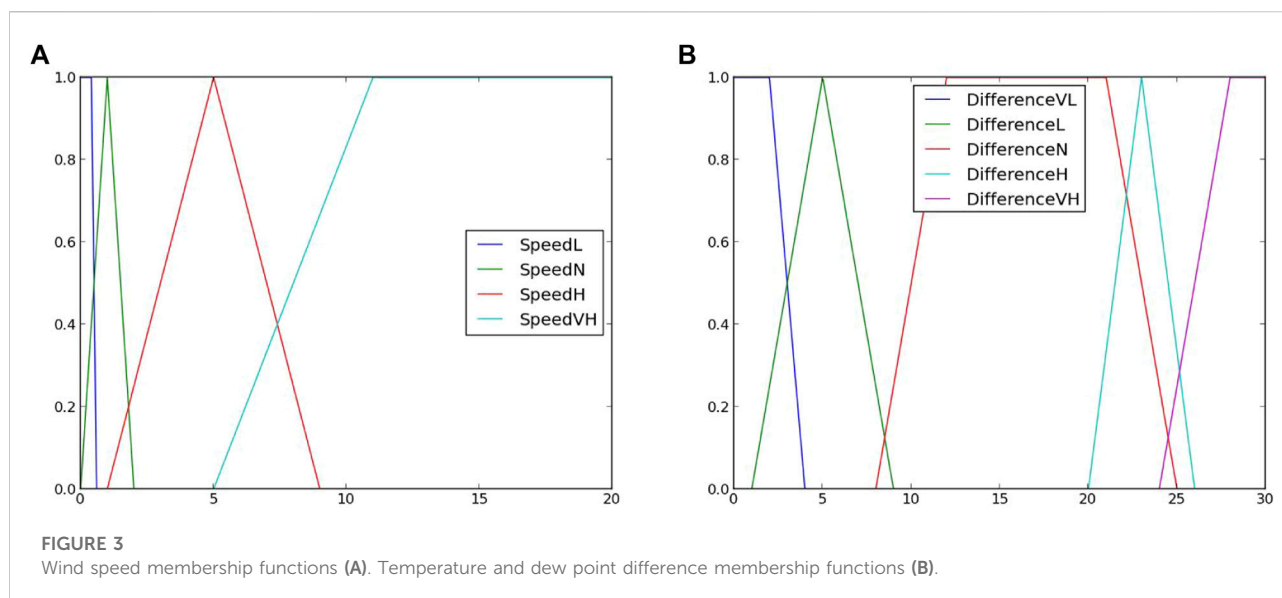 A
1.0
0.8
0.6
0.4
0.2
0.0
0
5
10
15
20
SpeedL
SpeedN
SpeedH
SpeedVH
B
1.0
0.8
0.6
0.4
0.2
0.0
0
5
10
15
20
25
30
DifferenceVL
DifferenceL
DifferenceN
DifferenceH
DifferenceVH
FIGURE 3
Wind speed membership functions (A). Temperature and dew point difference membership functions (B).